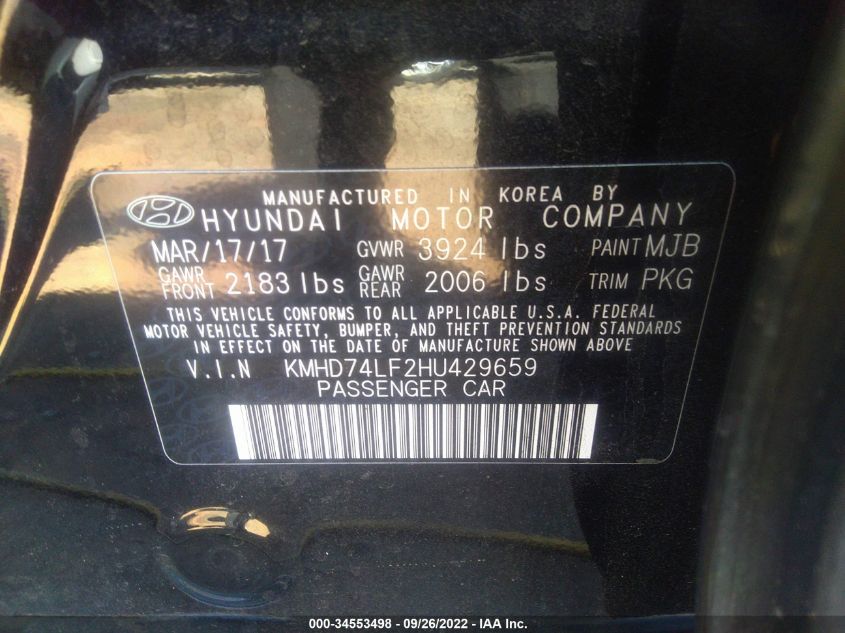 MANUFACTURED IN KOREA BY
HYUNDAI MOTOR COMPANY
MAR/17/17 GVWR 3924 lbs PAINT MJB
GAWR FRONT 2183 lbs GAWR REAR 2006 lbs TRIM PKG
THIS VEHICLE CONFORMS TO ALL APPLICABLE U.S.A. FEDERAL
MOTOR VEHICLE SAFETY, BUMPER, AND THEFT PREVENTION STANDARDS
IN EFFECT ON THE DATE OF MANUFACTURE SHOWN ABOVE
V.I.N KMHD74LF2HU429659
PASSENGER CAR
000-34553498 - 09/26/2022 - IAA Inc.